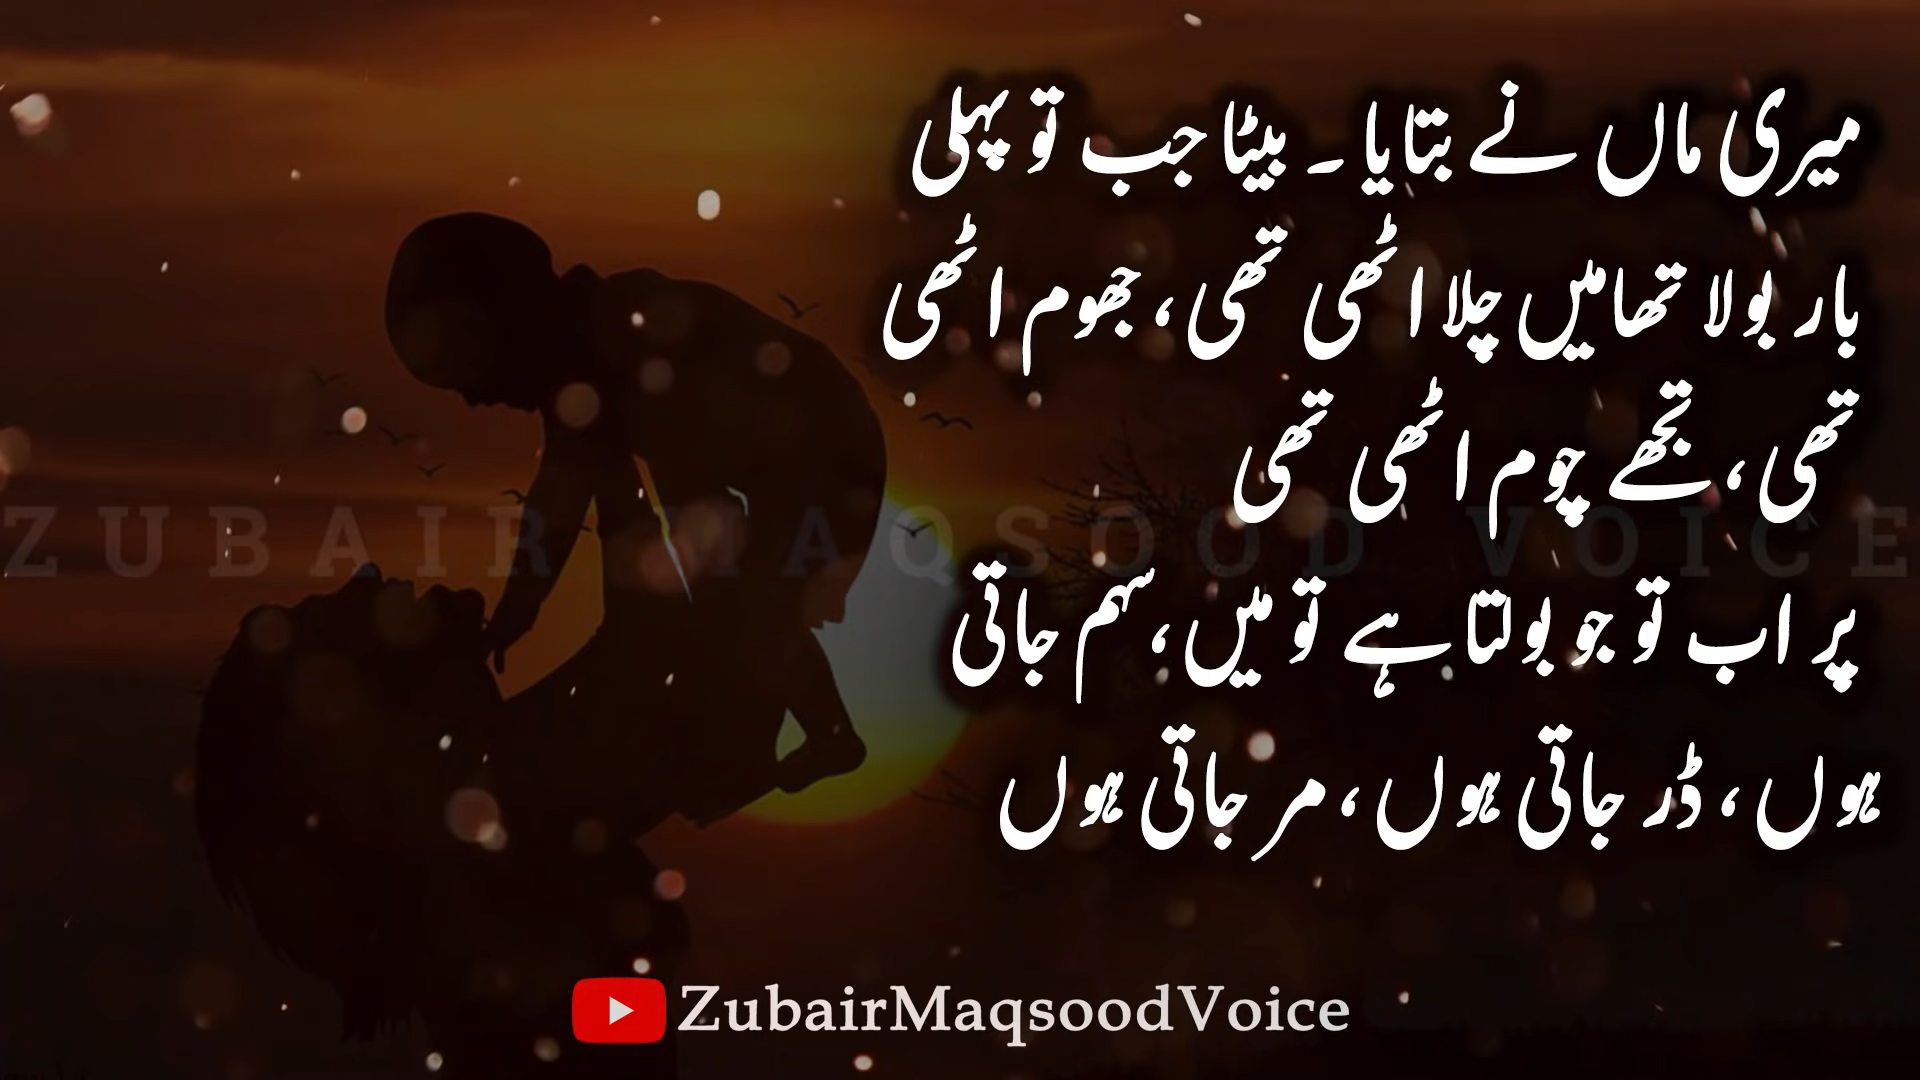 میری ماں نے بتایا ۔ بیٹا جب تو پہلی
بار بولا تھا میں چلا اٹھی تھی، جھوم اٹھی
تھی، تجھے چوم اٹھی تھی
ZUBAIR MAQSOOD VOICE
پر اب تو جو بولتا ہے تو میں، سہم جاتی
ہوں، ڈر جاتی ہوں، مر جاتی ہوں
ZubairMaqsoodVoice